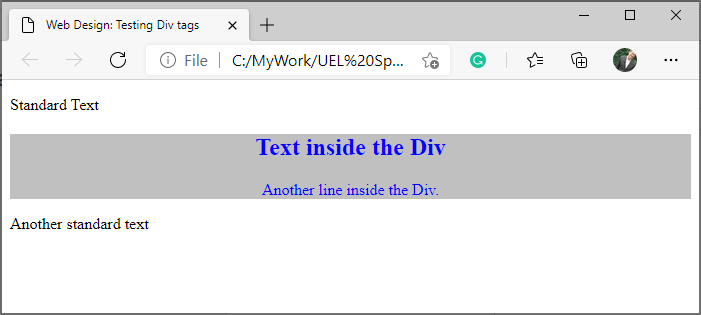 Web Design: Testing Div tags
File C:/MyWork/UEL%20Sp...
Standard Text
Text inside the Div
Another line inside the Div.
Another standard text